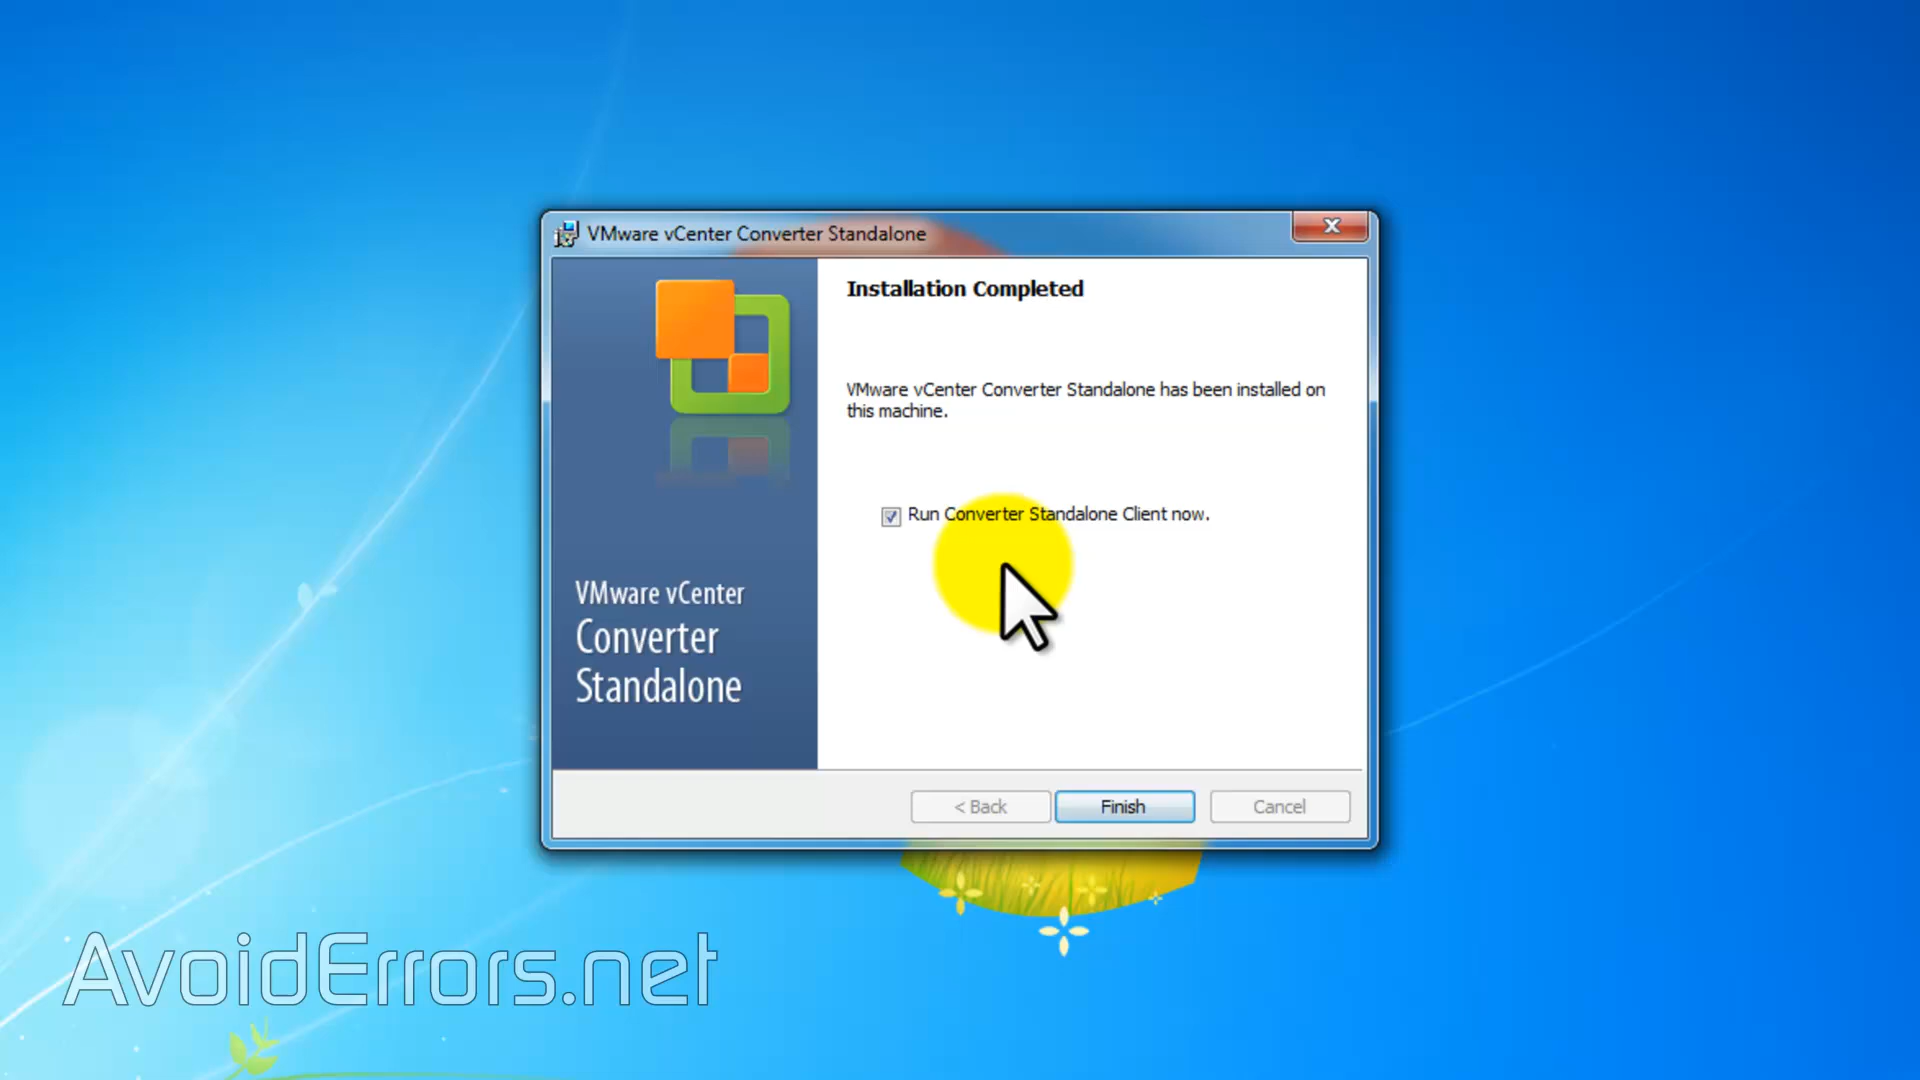 VMware vCenter Converter Standalone
Installation Completed
VMware vCenter Converter Standalone has been installed on
this machine.
Run Converter Standalone Client now.
VMware vCenter
Converter
Standalone
< Back
Finish
Cancel
AvoidErrors.net